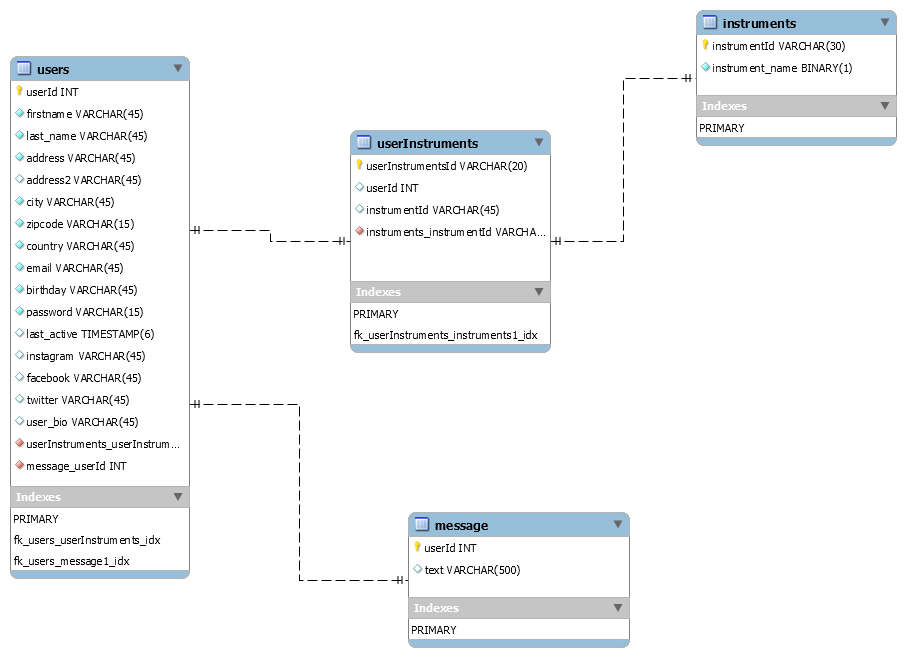 users
userId INT
firstname VARCHAR(45)
last_name VARCHAR(45)
address VARCHAR(45)
address2 VARCHAR(45)
city VARCHAR(45)
zipcode VARCHAR(15)
country VARCHAR(45)
email VARCHAR(45)
birthday VARCHAR(45)
password VARCHAR(15)
last_active TIMESTAMP(6)
instagram VARCHAR(45)
facebook VARCHAR(45)
twitter VARCHAR(45)
user_bio VARCHAR(45)
userInstruments_userInstrum...
message_userId INT
Indexes
PRIMARY
fk_users_userInstruments_idx
fk_users_message1_idx
userInstruments
userInstrumentsId VARCHAR(20)
userId INT
instrumentId VARCHAR(45)
instruments_instrumentId VARCHA...
Indexes
PRIMARY
fk_userInstruments_instruments1_idx
instruments
instrumentId VARCHAR(30)
instrument_name BINARY(1)
Indexes
PRIMARY
message
userId INT
text VARCHAR(500)
Indexes
PRIMARY